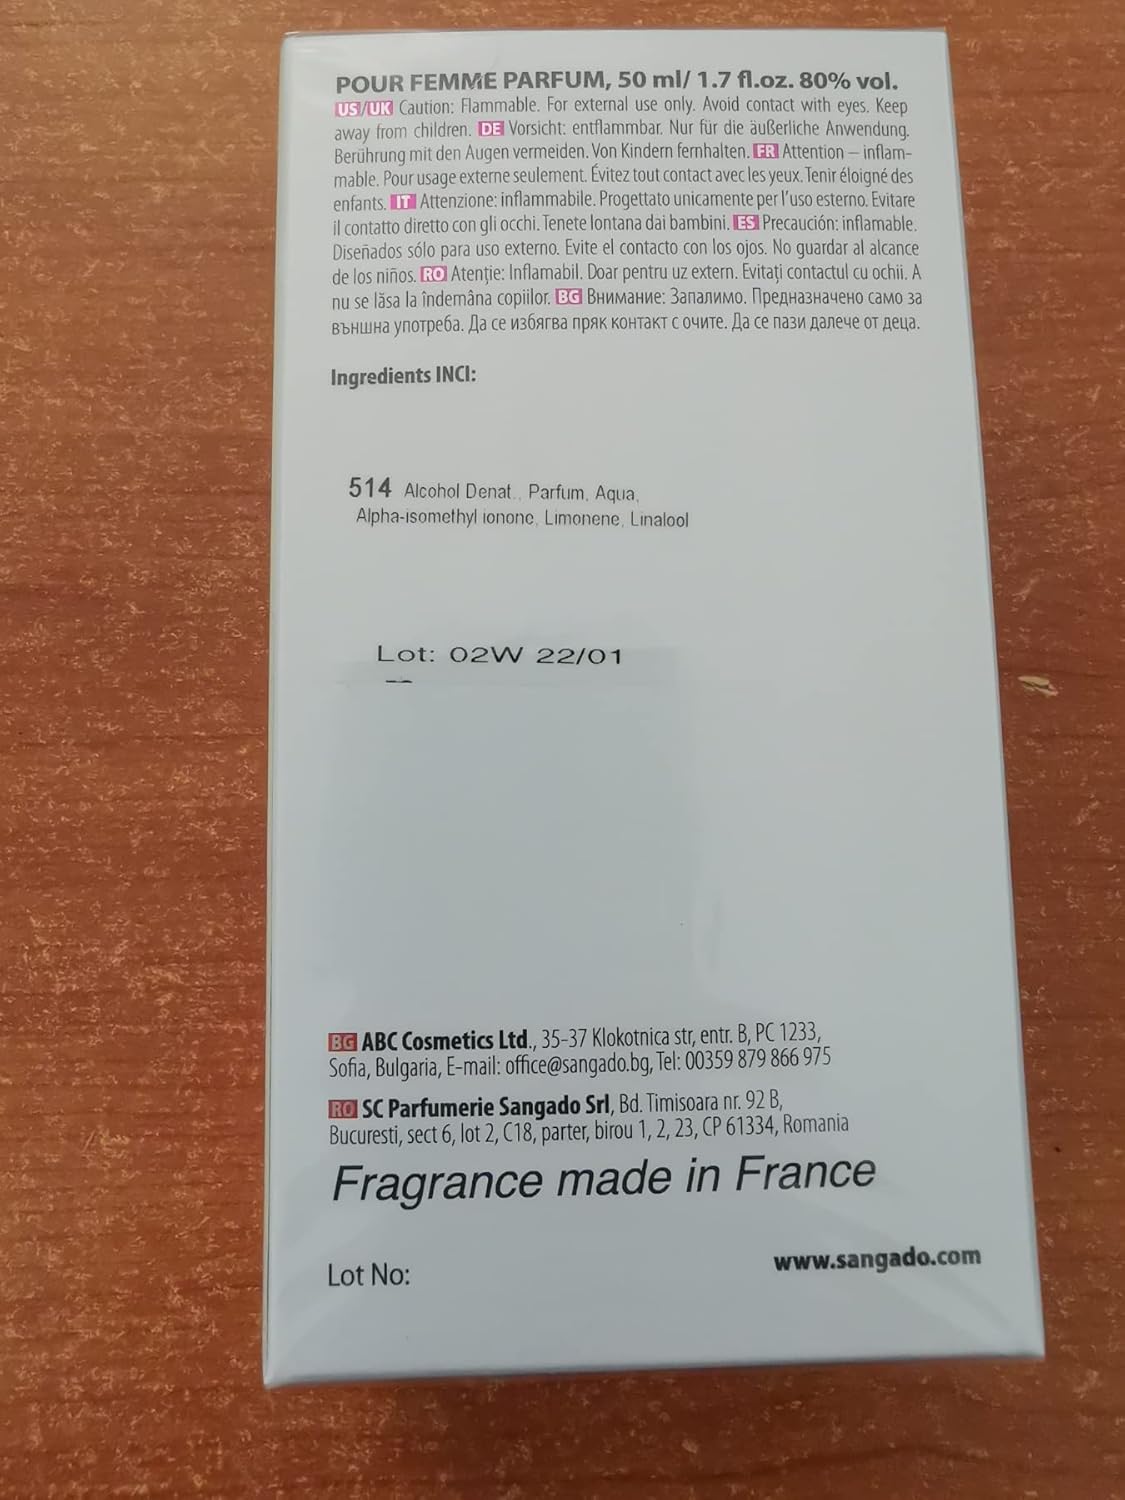 POUR FEMME PARFUM, 50 ml/ 1.7 fl.oz. 80% vol.
US/UK Caution: Flammable. For external use only. Avoid contact with eyes. Keep
away from children. DE Vorsicht: entflammbar. Nur für die äußerliche Anwendung.
Berührung mit den Augen vermeiden. Von Kindern fernhalten. FR Attention – inflam-
mable. Pour usage externe seulement. Évitez tout contact avec les yeux. Tenir éloigné des
enfants. IT Attenzione: inflammabile. Progettato unicamente per l'uso esterno. Evitare
il contatto diretto con gli occhi. Tenete lontana dai bambini. ES Precaución: inflamable.
Diseñados sólo para uso externo. Evite el contacto con los ojos. No guardar al alcance
de los niños. RO Atenţie: Inflamabil. Doar pentru uz extern. Evitaţi contactul cu ochii. A
nu se lăsa la îndemâna copiilor. BG Внимание: Запалимо. Предназначено само за
външна употреба. Да се избягва пряк контакт с очите. Да се пази далече от деца.
Ingredients INCI:
514 Alcohol Denat., Parfum, Aqua,
Alpha-isomethyl ionone, Limonene, Linalool
Lot: 02W 22/01
BG ABC Cosmetics Ltd., 35-37 Klokotnica str, entr. B, PC 1233,
Sofia, Bulgaria, E-mail: office@sangado.bg, Tel: 00359 879 866 975
RO SC Parfumerie Sangado Srl, Bd. Timisoara nr. 92 B,
Bucuresti, sect 6, lot 2, C18, parter, birou 1, 2, 23, CP 61334, Romania
Fragrance made in France
Lot No:
www.sangado.com